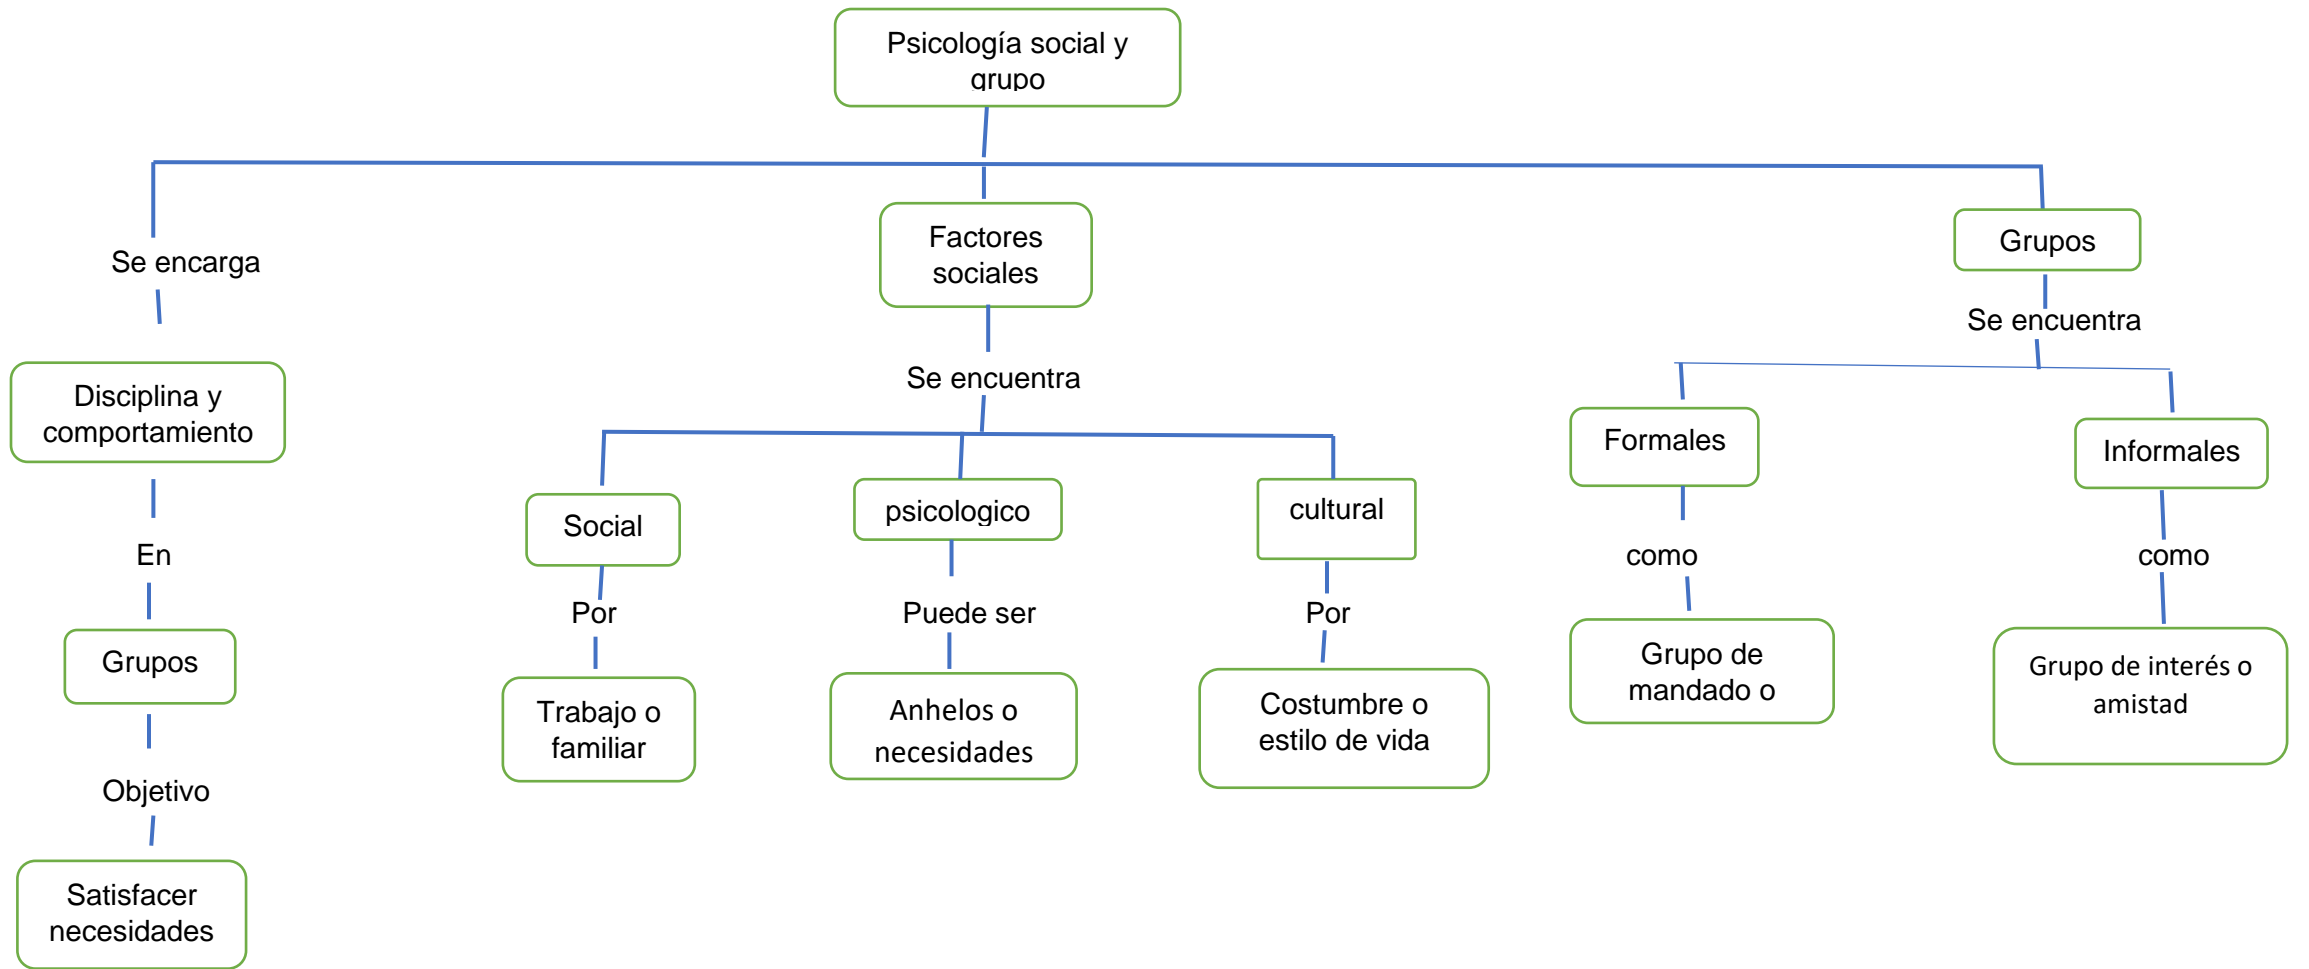 Psicología social y
grupo
Se encarga
Disciplina y
comportamiento
En
Grupos
Objetivo
Satisfacer
necesidades
Factores
sociales
Se encuentra
Social
Por
Trabajo o
familiar
psicologico
Puede ser
Anhelos o
necesidades
cultural
Por
Costumbre o
estilo de vida
Grupos
Se encuentra
Formales
como
Grupo de
mandado o
Informales
como
Grupo de interés o
amistad